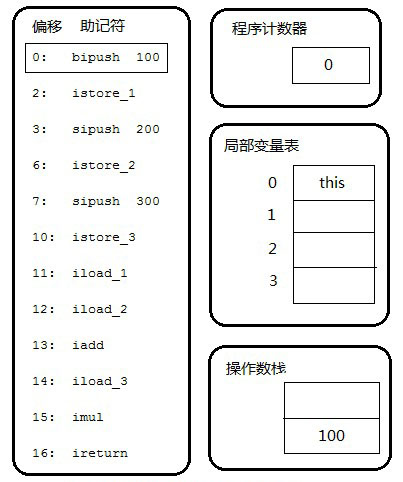 偏移 助记符
0: bipush 100
2: istore_1
3: sipush 200
6: istore_2
7: sipush 300
10: istore_3
11: iload_1
12: iload_2
13: iadd
14: iload_3
15: imul
16: ireturn
程序计数器
0
局部变量表
0 this
1
2
3
操作数栈
100